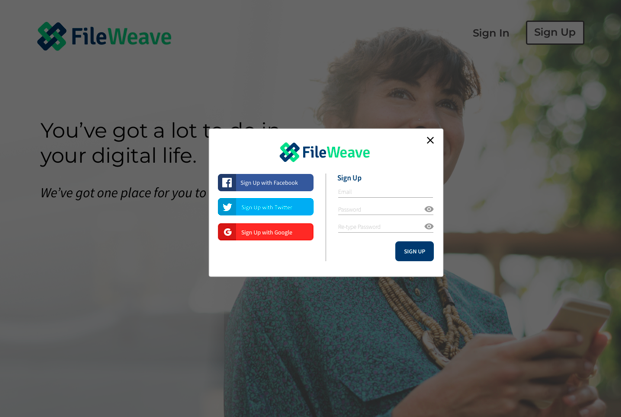 FileWeave
Sign In
Sign Up
You've got a lot to do in
your digital life.
We've got one place for you to
FileWeave
Sign Up with Facebook
Sign Up with Twitter
Sign Up with Google
Sign Up
Email
Password
Re-type Password
SIGN UP